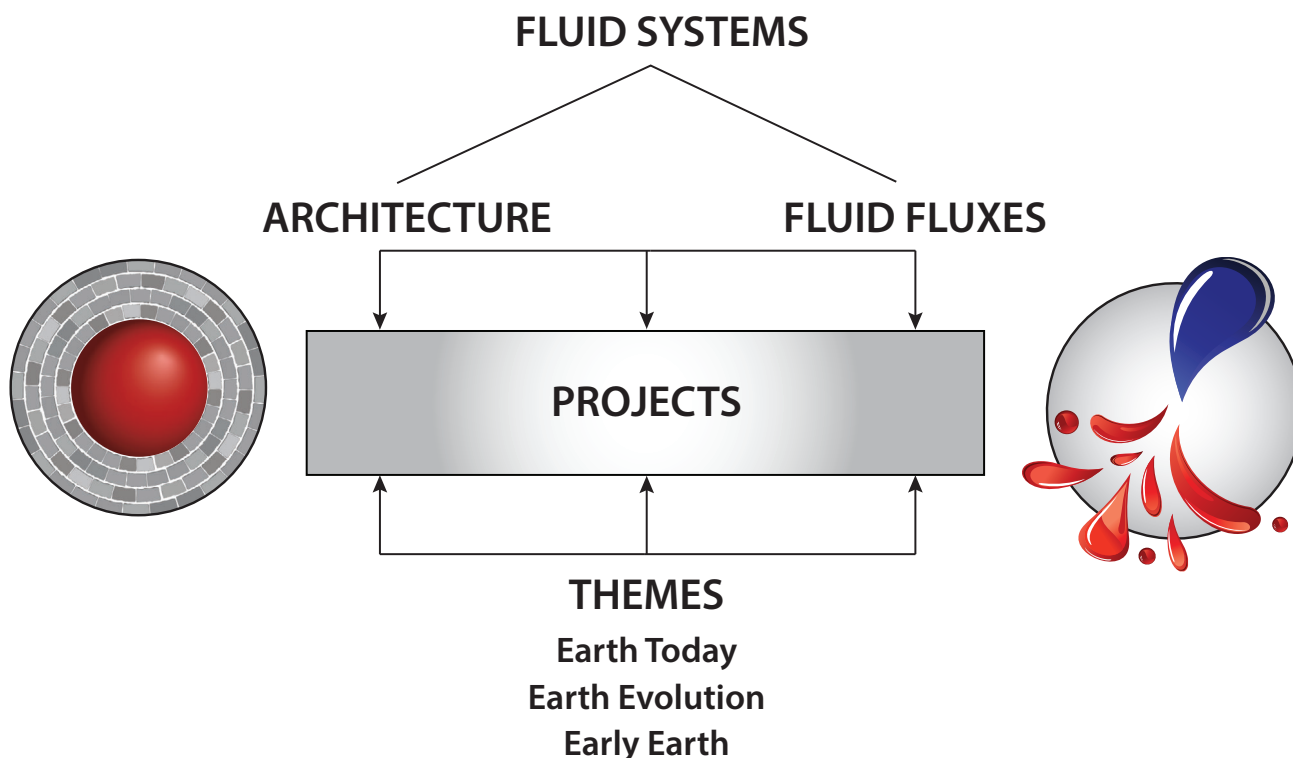 FLUID SYSTEMS
ARCHITECTURE
FLUID FLUXES
PROJECTS
THEMES
Earth Today
Earth Evolution
Early Earth